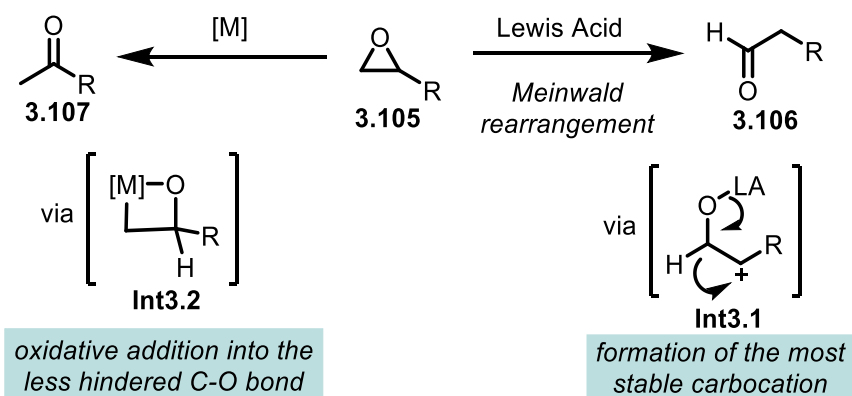 O
R
3.107
[M]
O
R
3.105
Lewis Acid
Meinwald
rearrangement
H
O
R
3.106
via
[M] O
R
H
Int3.2
via
LA
O
H
R
+
Int3.1
oxidative addition into the
less hindered C-O bond
formation of the most
stable carbocation